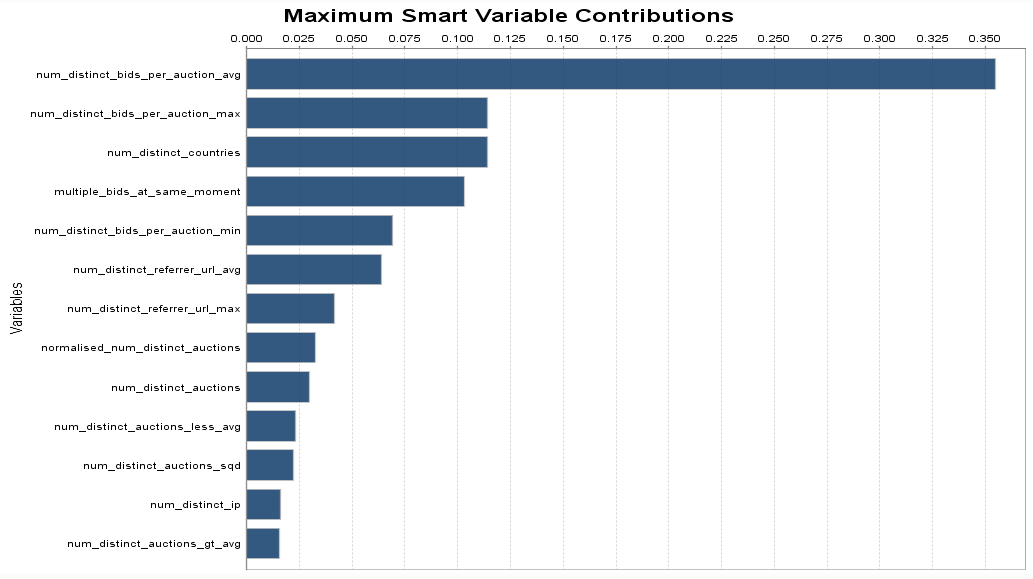 Maximum Smart Variable Contributions
0.000 0.025 0.050 0.075 0.100 0.125 0.150 0.175 0.200 0.225 0.250 0.275 0.300 0.325 0.350
num_distinct_bids_per_auction_avg
num_distinct_bids_per_auction_max
num_distinct_countries
multiple_bids_at_same_moment
num_distinct_bids_per_auction_min
num_distinct_referrer_url_avg
num_distinct_referrer_url_max
normalised_num_distinct_auctions
num_distinct_auctions
num_distinct_auctions_less_avg
num_distinct_auctions_sqd
num_distinct_ip
num_distinct_auctions_gt_avg
Variables